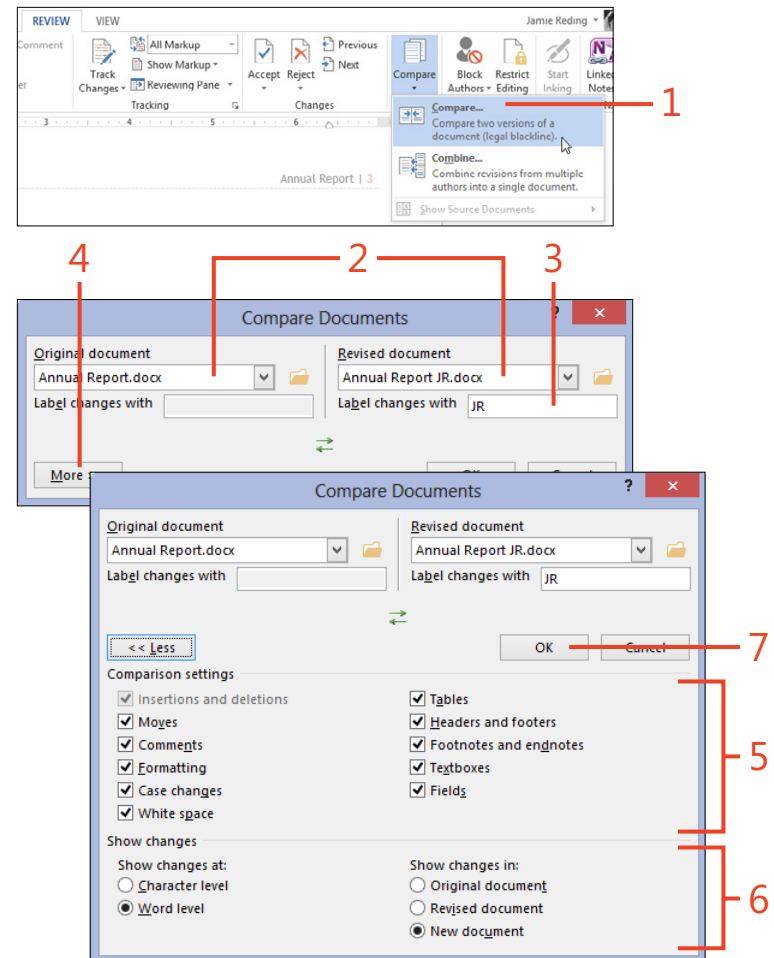 REVIEW VIEW Jamie Reding
Comment All Markup Previous
Show Markup Next
Track Changes Reviewing Pane Accept Reject Compare Block Authors Restrict Editing Start Inking Linked Notes
Tracking Changes
3 4 5 6
Compare...
Compare two versions of a
document (legal blackline).
1
Combine...
Combine revisions from multiple
authors into a single document.
Show Source Documents
Annual Report | 3
4 2 3
Compare Documents ? ×
Original document Revised document
Annual Report.docx Annual Report JR.docx
Label changes with Label changes with JR
More
Compare Documents ? ×
Original document Revised document
Annual Report.docx Annual Report JR.docx
Label changes with Label changes with JR
<< Less OK Cancel 7
Comparison settings
Insertions and deletions Tables
Moves Headers and footers
Comments Footnotes and endnotes
Formatting Textboxes
Case changes Fields
White space
5
Show changes
Show changes at: Show changes in:
Character level Original document
Word level Revised document
New document
6